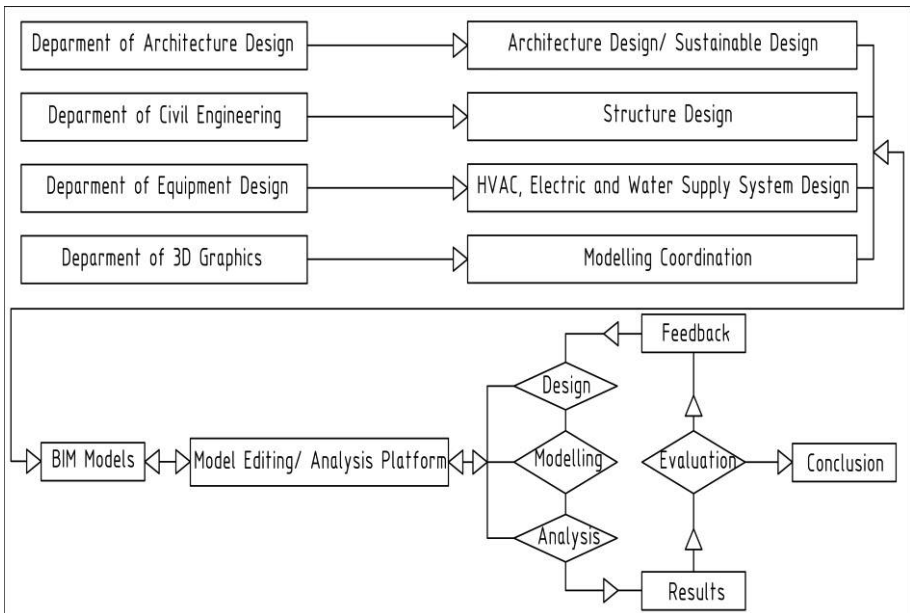 Deparment of Architecture Design
Architecture Design/ Sustainable Design
Deparment of Civil Engineering
Structure Design
Deparment of Equipment Design
HVAC, Electric and Water Supply System Design
Deparment of 3D Graphics
Modelling Coordination
Feedback
Design
BIM Models
Model Editing/ Analysis Platform
Modelling
Evaluation
Conclusion
Analysis
Results